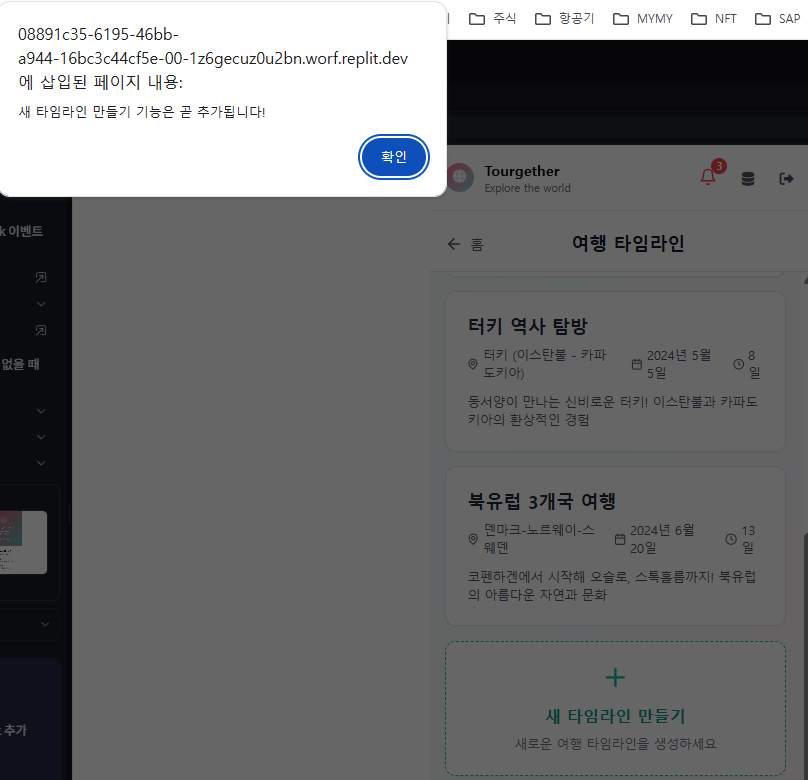 08891c35-6195-46bb-
a944-16bc3c44cf5e-00-1z6gecuz0u2bn.worf.replit.dev
에 삽입된 페이지 내용:
새 타임라인 만들기 기능은 곧 추가됩니다!
확인
주식
항공기
MYMY
NFT
SAP
Tourgether
Explore the world
3
k 이벤트
없을 때
추가
홈
여행 타임라인
터키 역사 탐방
터키 (이스탄불 - 카파
도키아)
2024년 5월
5일
8
일
동서양이 만나는 신비로운 터키! 이스탄불과 카파도
키아의 환상적인 경험
북유럽 3개국 여행
덴마크-노르웨이-스
웨덴
2024년 6월
20일
13
일
코펜하겐에서 시작해 오슬로, 스톡홀름까지! 북유럽
의 아름다운 자연과 문화
새 타임라인 만들기
새로운 여행 타임라인을 생성하세요